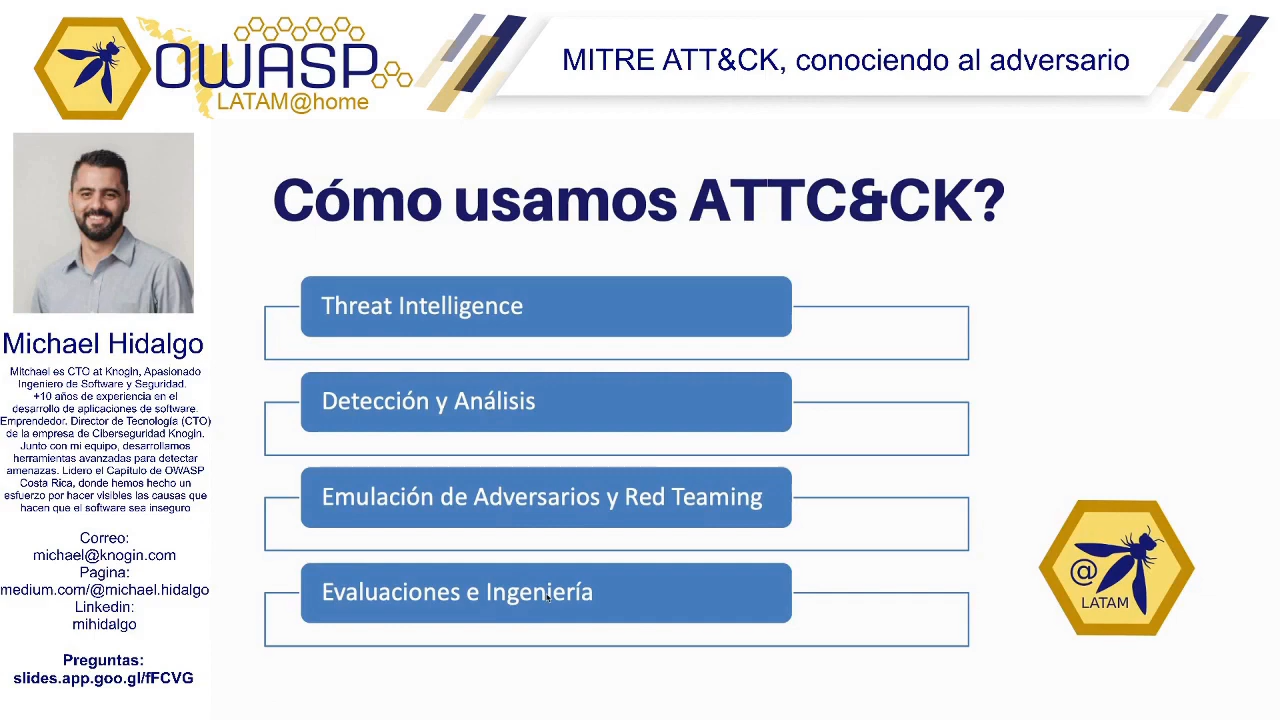 OWASP
LATAM@home
MITRE ATT&CK, conociendo al adversario
Michael Hidalgo
Mitchael es CTO at Knogin, Apasionado
Ingeniero de Software y Seguridad.
+10 años de experiencia en el
desarrollo de aplicaciones de software.
Emprendedor. Director de Tecnología (CTO)
de la empresa de Ciberseguridad Knogin.
Junto con mi equipo, desarrollamos
herramientas avanzadas para detectar
amenazas. Lidero el Capítulo de OWASP
Costa Rica, donde hemos hecho un
esfuerzo por hacer visibles las causas que
hacen que el software sea inseguro
Correo:
michael@knogin.com
Pagina:
medium.com/@michael.hidalgo
Linkedin:
mihidalgo
Preguntas:
slides.app.goo.gl/fFCVG
Cómo usamos ATTC&CK?
Threat Intelligence
Detección y Análisis
Emulación de Adversarios y Red Teaming
Evaluaciones e Ingeniería
@
LATAM